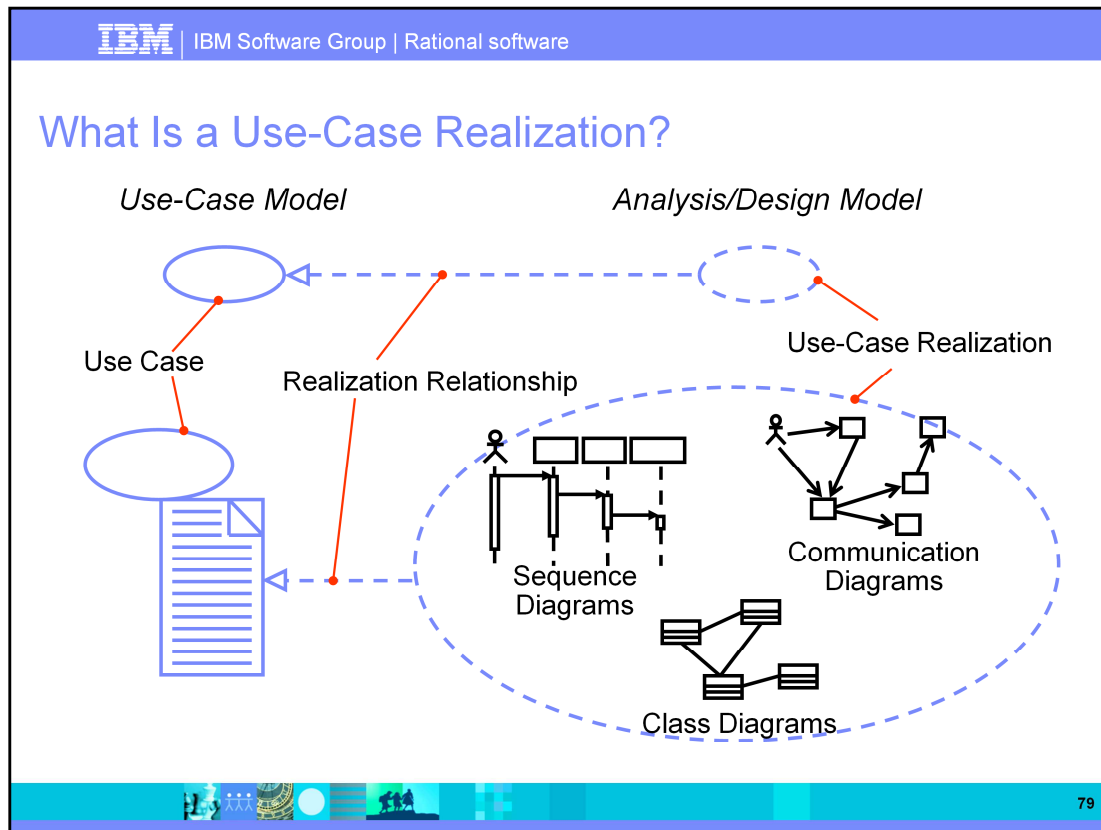 IBM | IBM Software Group | Rational software
What Is a Use-Case Realization?
Use-Case Model
Analysis/Design Model
Use Case
Realization Relationship
Use-Case Realization
Sequence
Diagrams
Communication
Diagrams
Class Diagrams
79